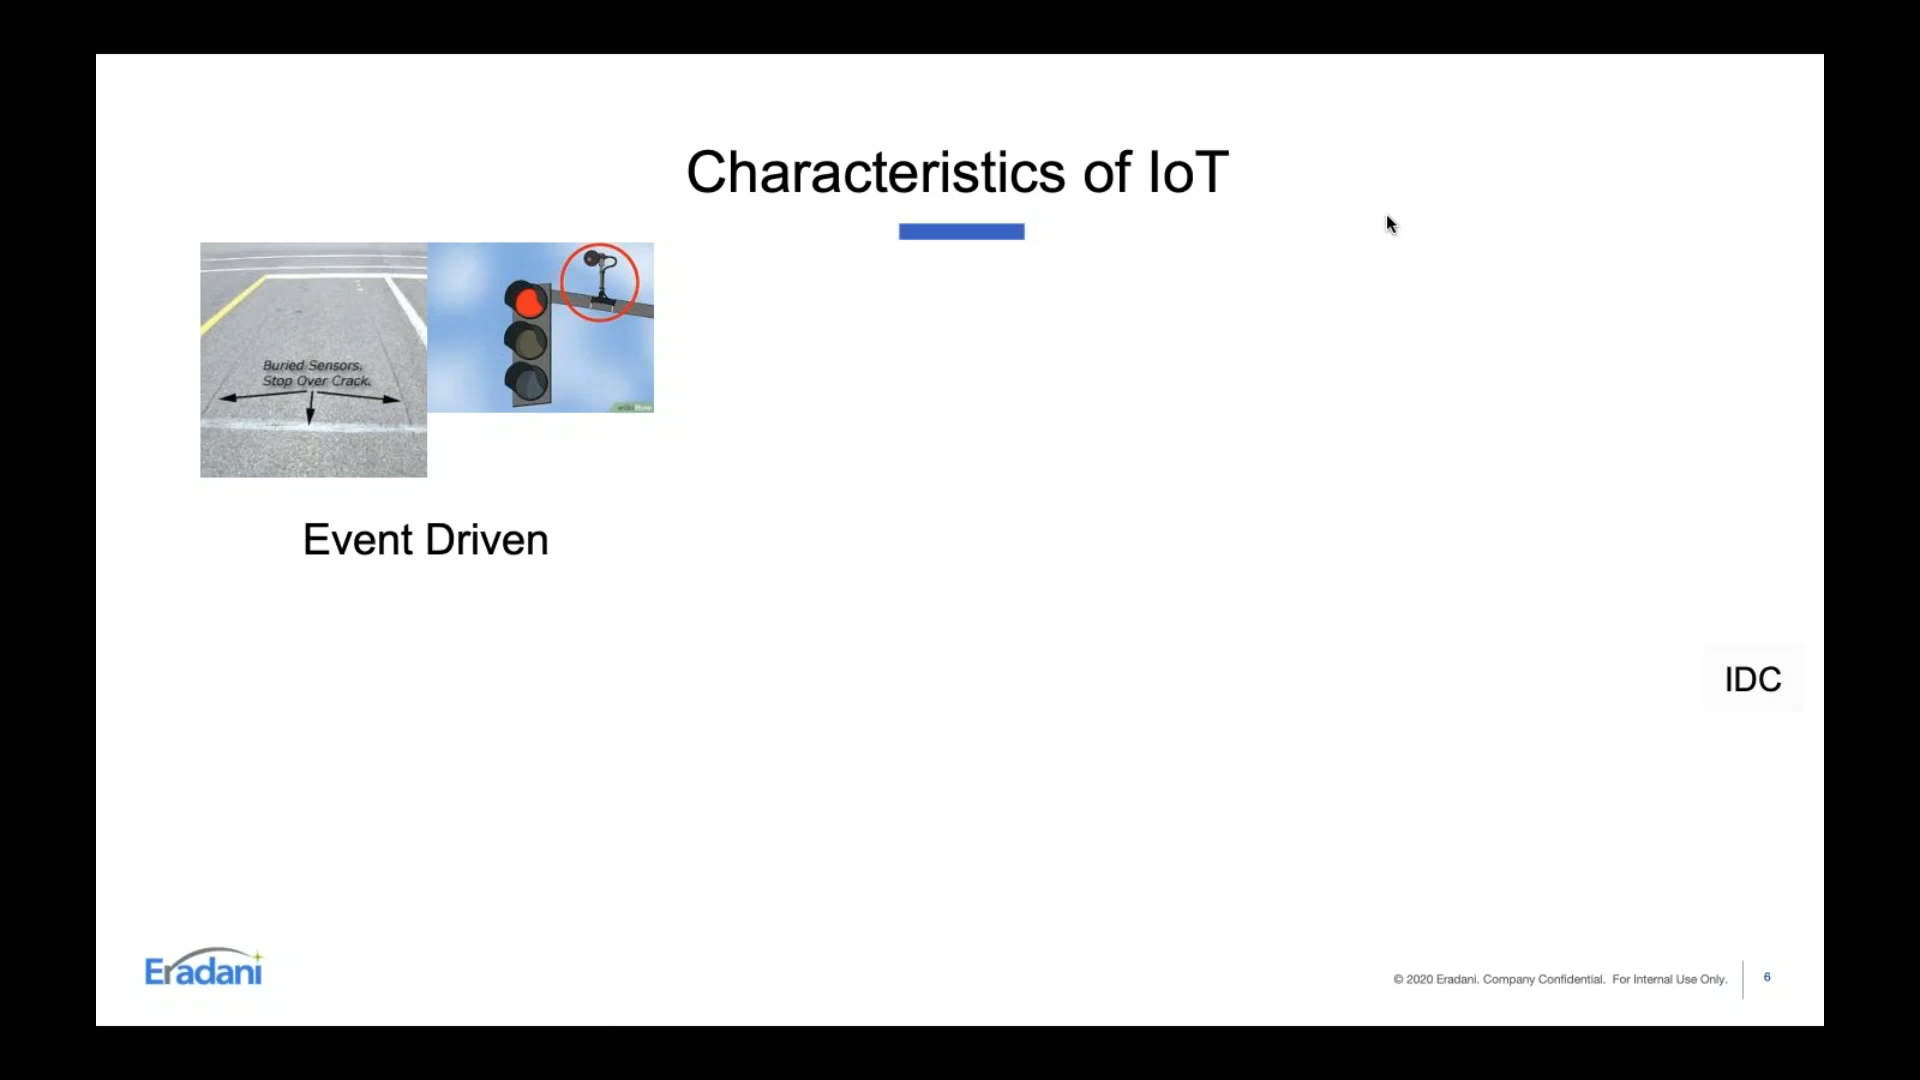 Characteristics of IoT
Buried Sensors,
Stop Over Crack.
wikiHow
Event Driven
IDC
Eradani
© 2020 Eradani. Company Confidential. For Internal Use Only.
6